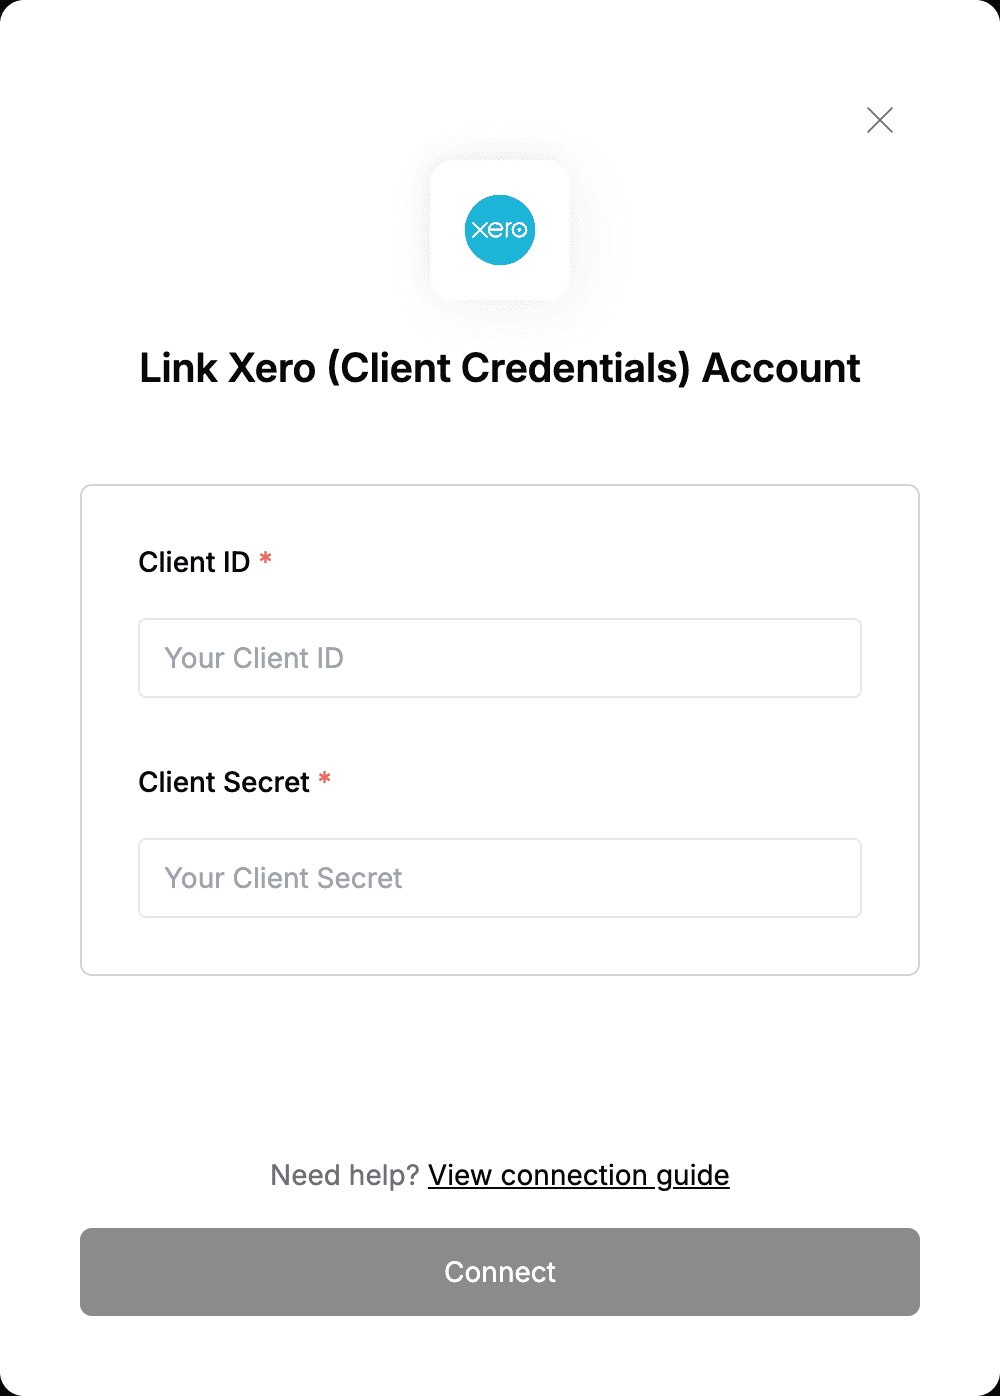 xero
Link Xero (Client Credentials) Account
Client ID *
Your Client ID
Client Secret *
Your Client Secret
Need help? View connection guide
Connect